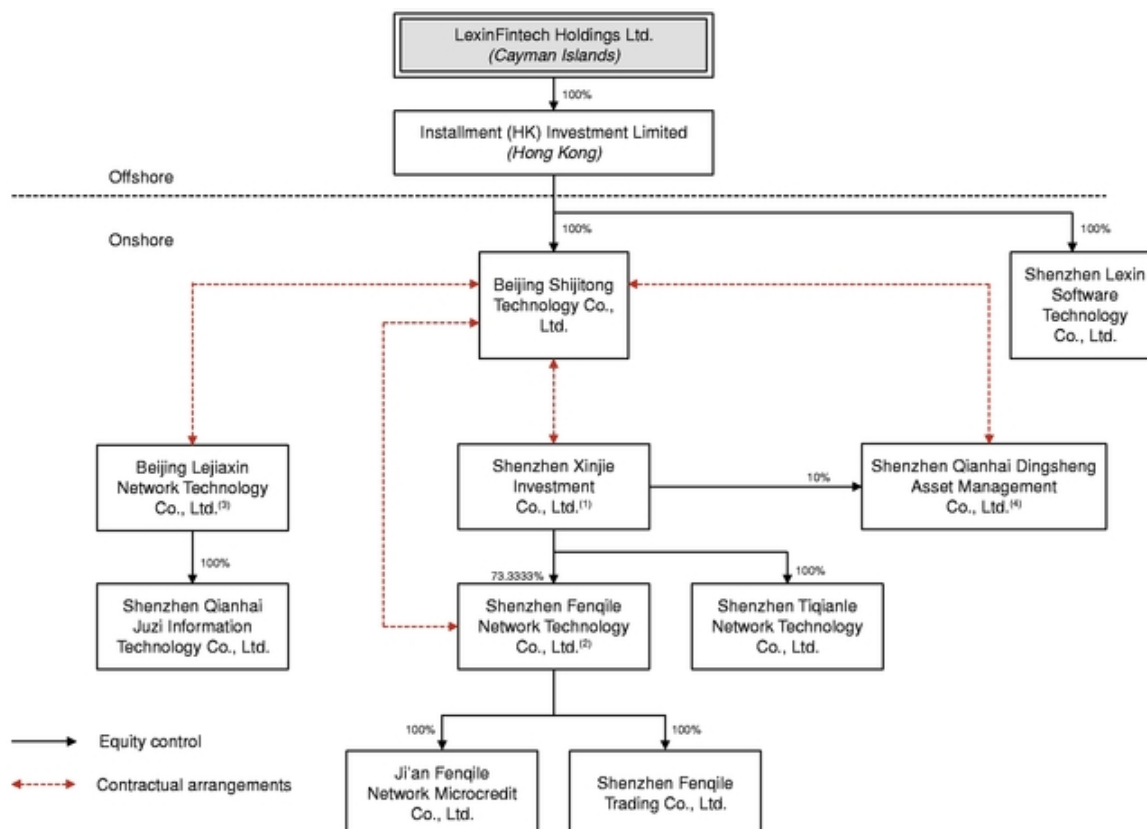 LexinFintech Holdings Ltd.
(Cayman Islands)
100%
Installment (HK) Investment Limited
(Hong Kong)
Offshore
Onshore
100%
100%
Beijing Shijitong
Technology Co.,
Ltd.
Shenzhen Lexin
Software
Technology
Co., Ltd.
Beijing Lejiaxin
Network Technology
Co., Ltd.(3)
Shenzhen Xinjie
Investment
Co., Ltd.(1)
10%
Shenzhen Qianhai Dingsheng
Asset Management
Co., Ltd.(4)
100%
73.3333%
100%
Shenzhen Qianhai
Juzi Information
Technology Co., Ltd.
Shenzhen Fenqile
Network Technology
Co., Ltd.(2)
Shenzhen Tiqianle
Network Technology
Co., Ltd.
100%
100%
Equity control
Ji'an Fenqile
Network Microcredit
Co., Ltd.
Shenzhen Fenqile
Trading Co., Ltd.
Contractual arrangements